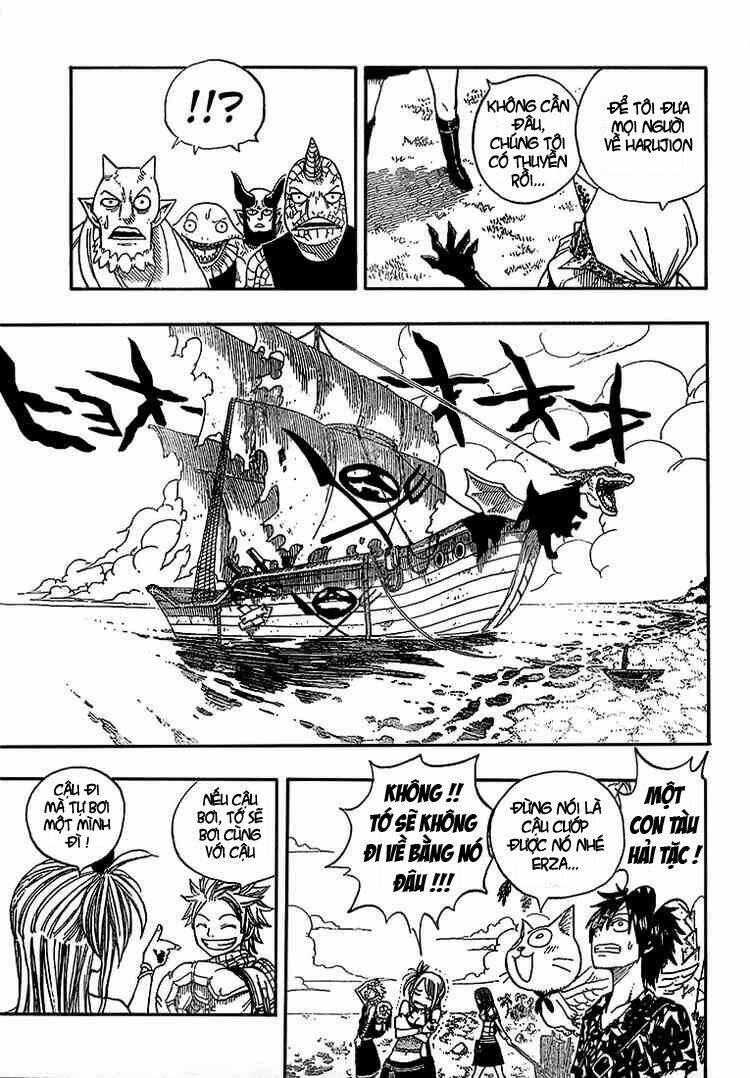 ĐỂ TÔI ĐƯA
MỌI NGƯỜI
VỀ HARUJION
KHÔNG CẦN
ĐÂU,
CHÚNG TÔI
CÓ THUYỀN
RỒI...
!!?
MỘT
CON TÀU
HẢI TẶC !
ĐỪNG NÓI LÀ
CẬU CƯỚP
ĐƯỢC NÓ NHÉ
ERZA...
KHÔNG !!
TỚ SẼ KHÔNG
ĐI VỀ BẰNG NÓ
ĐÂU !!!
NẾU CẬU
BƠI, TỚ SẼ
BƠI CÙNG
VỚI CẬU
CẬU ĐI
MÀ TỰ BƠI
MỘT MÌNH
ĐI !